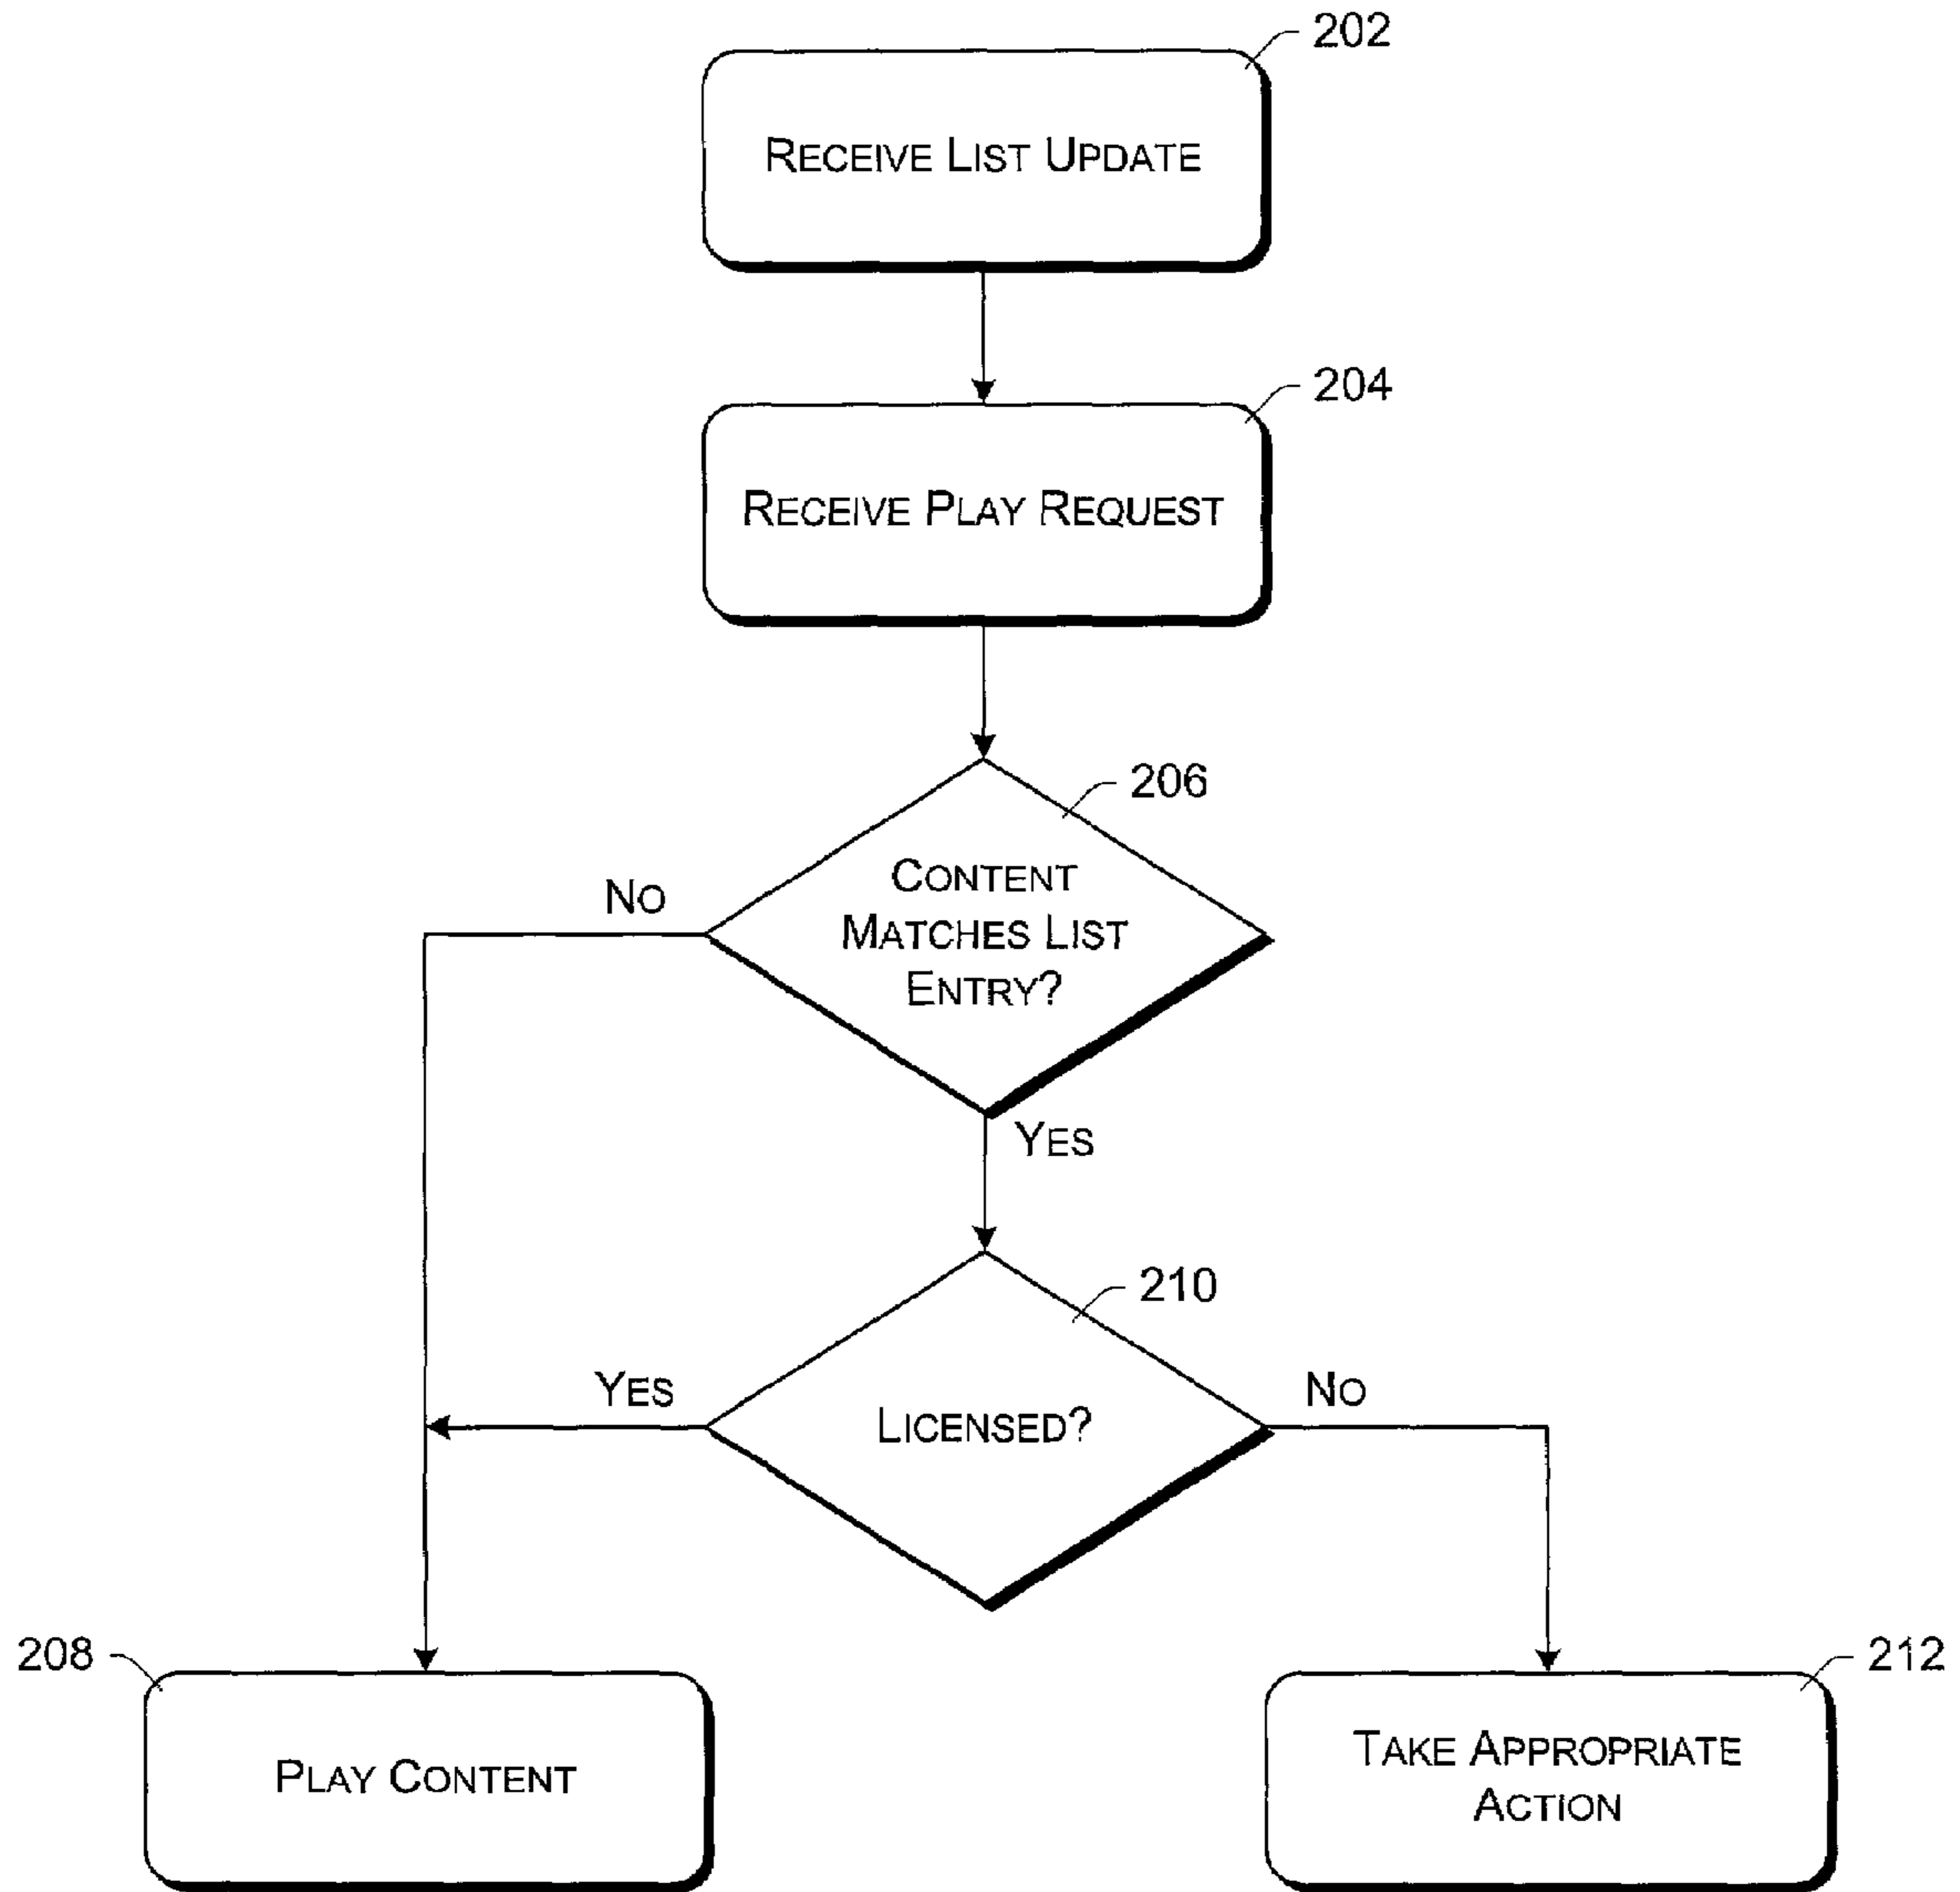 202
RECEIVE LIST UPDATE
204
RECEIVE PLAY REQUEST
206
CONTENT
MATCHES LIST
ENTRY?
NO
YES
210
LICENSED?
YES
NO
208
PLAY CONTENT
212
TAKE APPROPRIATE
ACTION